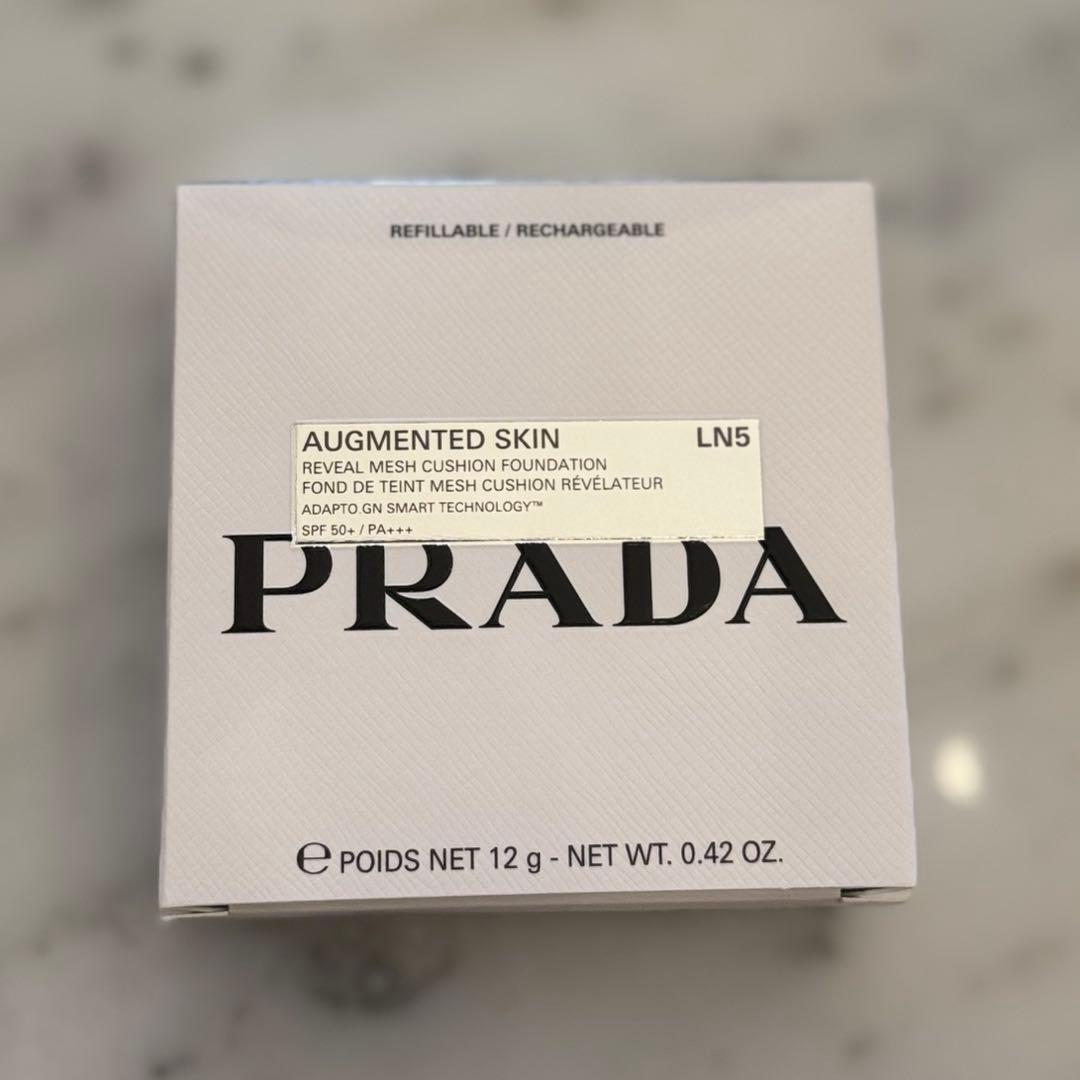 REFILLABLE / RECHARGEABLE
AUGMENTED SKIN LN5
REVEAL MESH CUSHION FOUNDATION
FOND DE TEINT MESH CUSHION RÉVÉLATEUR
ADAPTO.GN SMART TECHNOLOGY™
SPF 50+ / PA+++
PRADA
℮ POIDS NET 12 g - NET WT. 0.42 OZ.